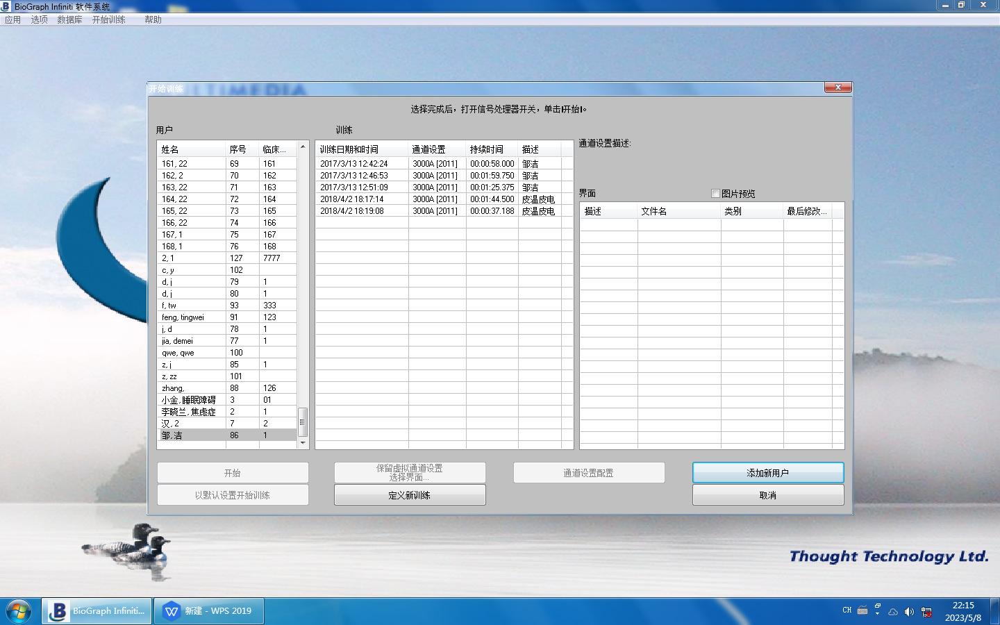 BioGraph Infiniti 软件系统
应用 选项 数据库 开始训练 帮助
开始训练
选择完成后，打开信号处理器开关，单击I开始I。
用户
训练
姓名 序号 临床...
161, 22 69 161
162, 2 70 162
163, 22 71 163
164, 22 72 164
165, 22 73 165
166, 22 74 166
167, 1 75 167
168, 1 76 168
2, 1 127 7777
c, y 102
d, j 79 1
d, j 80 1
f, tw 93 333
feng, tingwei 91 123
j, d 78 1
jia, demei 77 1
qwe, qwe 100
z, j 85 1
z, zz 101
zhang, 88 126
小金, 睡眠障碍 3 01
李晓兰, 焦虑症 2 1
汉, 2 7 2
邹, 洁 86 1
训练日期和时间 通道设置 持续时间 描述
2017/3/13 12:42:24 3000A [2011] 00:00:58.000 邹洁
2017/3/13 12:46:53 3000A [2011] 00:01:59.750 邹洁
2017/3/13 12:51:09 3000A [2011] 00:01:25.375 邹洁
2018/4/2 18:17:14 3000A [2011] 00:01:44.500 皮温皮电
2018/4/2 18:19:08 3000A [2011] 00:00:37.188 皮温皮电
通道设置描述:
界面
图片预览
描述 文件名 类别 最后修改...
开始
保留虚拟通道设置
选择界面...
通道设置配置
添加新用户
以默认设置开始训练
定义新训练
取消
Thought Technology Ltd.
BioGraph Infiniti...
新建 - WPS 2019
CH
22:15
2023/5/8